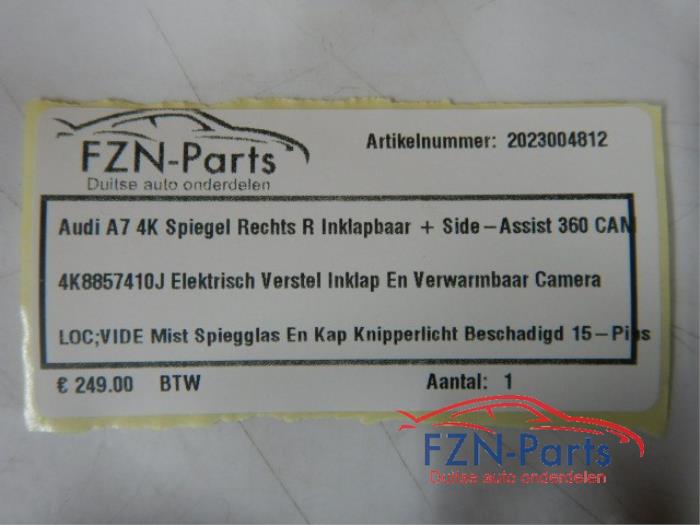 FZN-Parts
Duitse auto onderdelen
Artikelnummer: 2023004812
Audi A7 4K Spiegel Rechts R Inklapbaar + Side-Assist 360 CAM
4K8857410J Elektrisch Verstel Inklap En Verwarmbaar Camera
LOC;VIDE Mist Spiegglas En Kap Knipperlicht Beschadigd 15-Pins
€ 249.00 BTW Aantal: 1
FZN-Parts
Duitse auto onderdelen